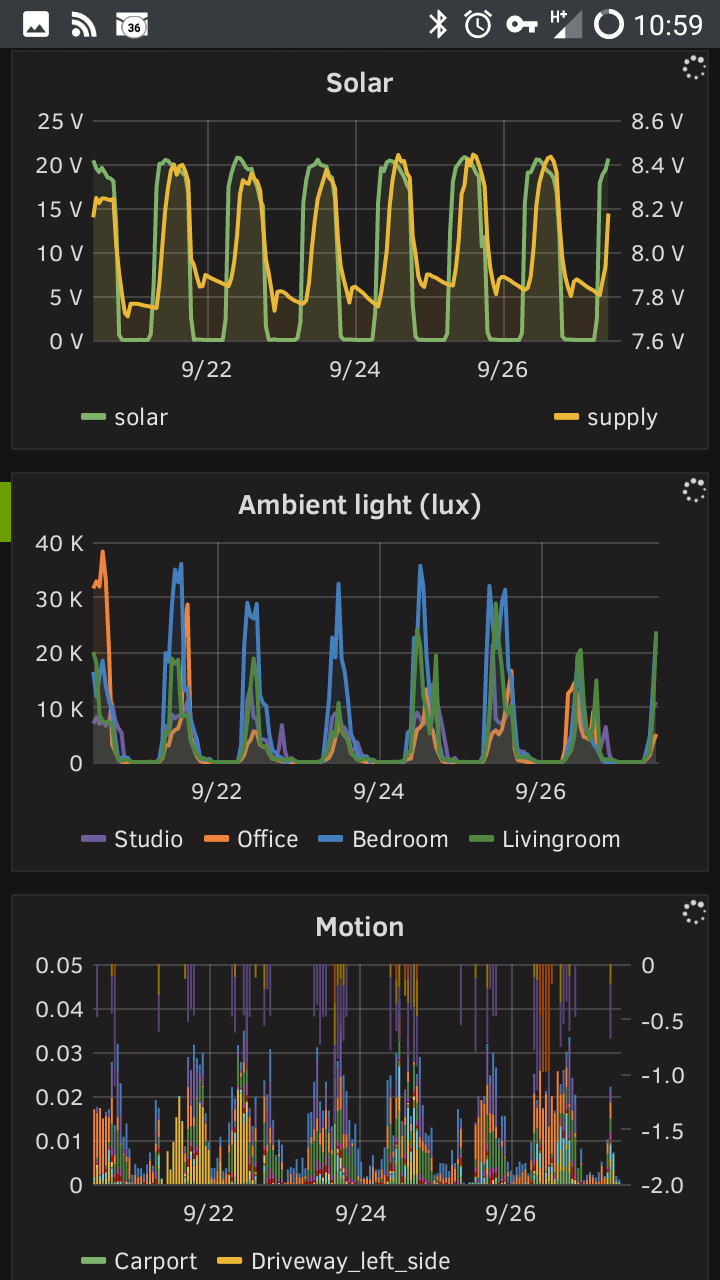 36 H+ 10:59
Solar
25 V 8.6 V
20 V 8.4 V
15 V 8.2 V
10 V 8.0 V
5 V 7.8 V
0 V 7.6 V
9/22 9/24 9/26
solar supply
Ambient light (lux)
40 K
30 K
20 K
10 K
0
9/22 9/24 9/26
Studio Office Bedroom Livingroom
Motion
0.05 0
0.04 -0.5
0.03 -1.0
0.02 -1.5
0.01 -2.0
0
9/22 9/24 9/26
Carport Driveway_left_side